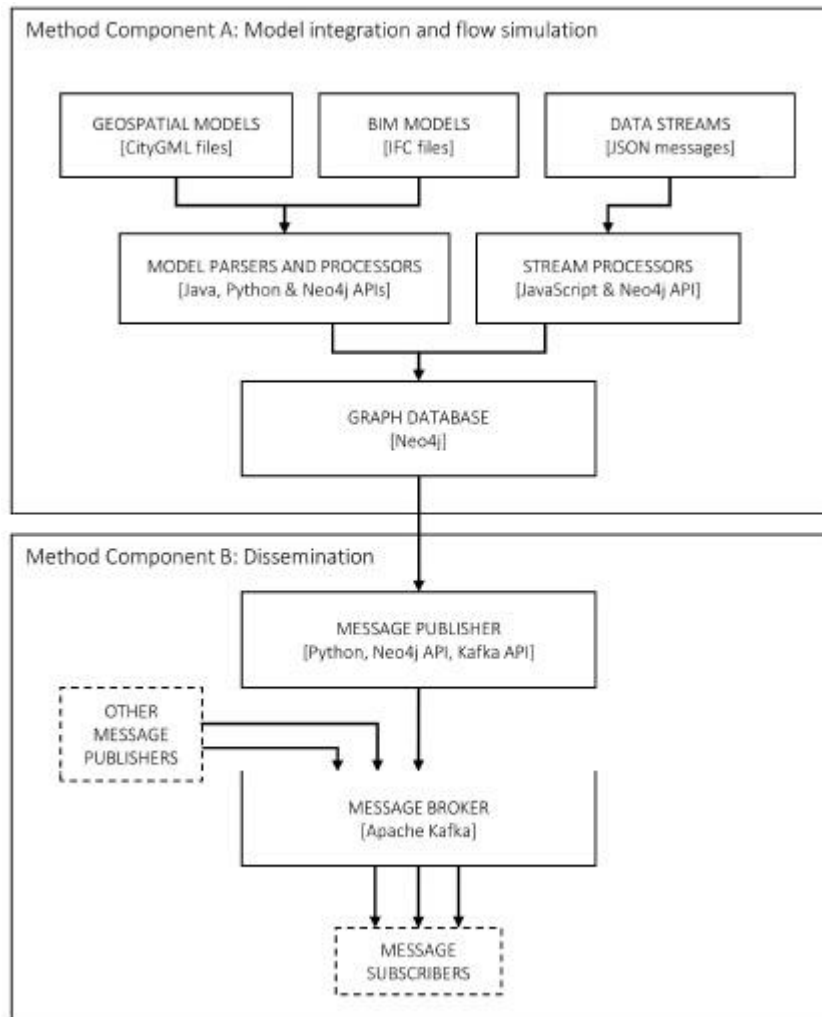 Method Component A: Model integration and flow simulation
GEOSPATIAL MODELS
[CityGML files]
BIM MODELS
[IFC files]
DATA STREAMS
[JSON messages]
MODEL PARSERS AND PROCESSORS
[Java, Python & Neo4j APIs]
STREAM PROCESSORS
[JavaScript & Neo4j API]
GRAPH DATABASE
[Neo4j]
Method Component B: Dissemination
MESSAGE PUBLISHER
[Python, Neo4j API, Kafka API]
OTHER
MESSAGE
PUBLISHERS
MESSAGE BROKER
[Apache Kafka]
MESSAGE
SUBSCRIBERS